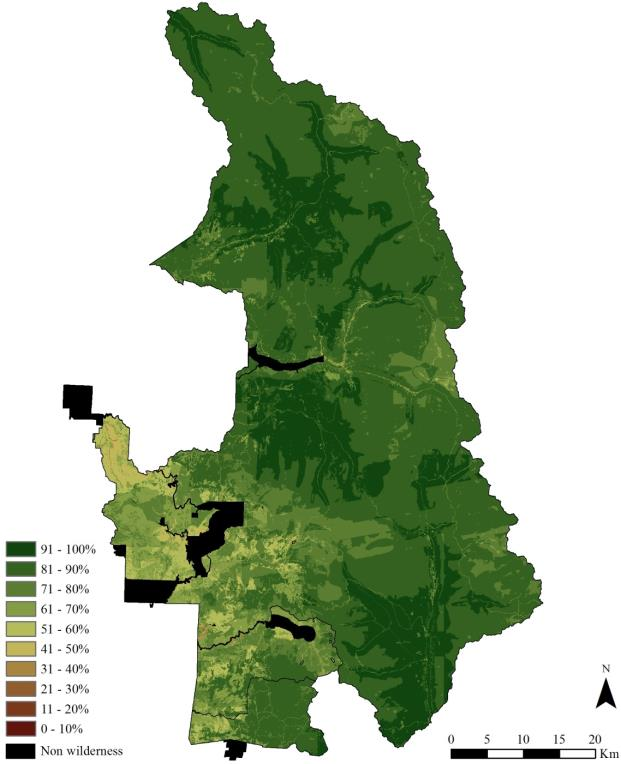 91 - 100%
81 - 90%
71 - 80%
61 - 70%
51 - 60%
41 - 50%
31 - 40%
21 - 30%
11 - 20%
0 - 10%
Non wilderness
N
0 5 10 15 20
Km